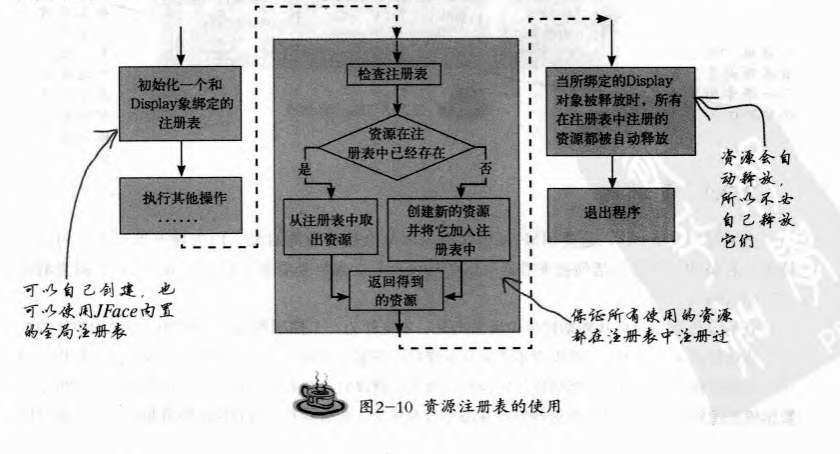 初始化一个和
Display象绑定的
注册表
执行其他操作
······
可以自己创建，也
可以使用JFace内置
的全局注册表
检查注册表
资源在注
册表中已经存在
是
否
从注册表中取
出资源
创建新的资源
并将它加入注
册表中
返回得到
的资源
保证所有使用的资源
都在注册表中注册过
当所绑定的Display
对象被释放时，所有
在注册表中注册的
资源都被自动释放
退出程序
资源会自
动释放，
所以不必
自己释放
它们
图2-10 资源注册表的使用